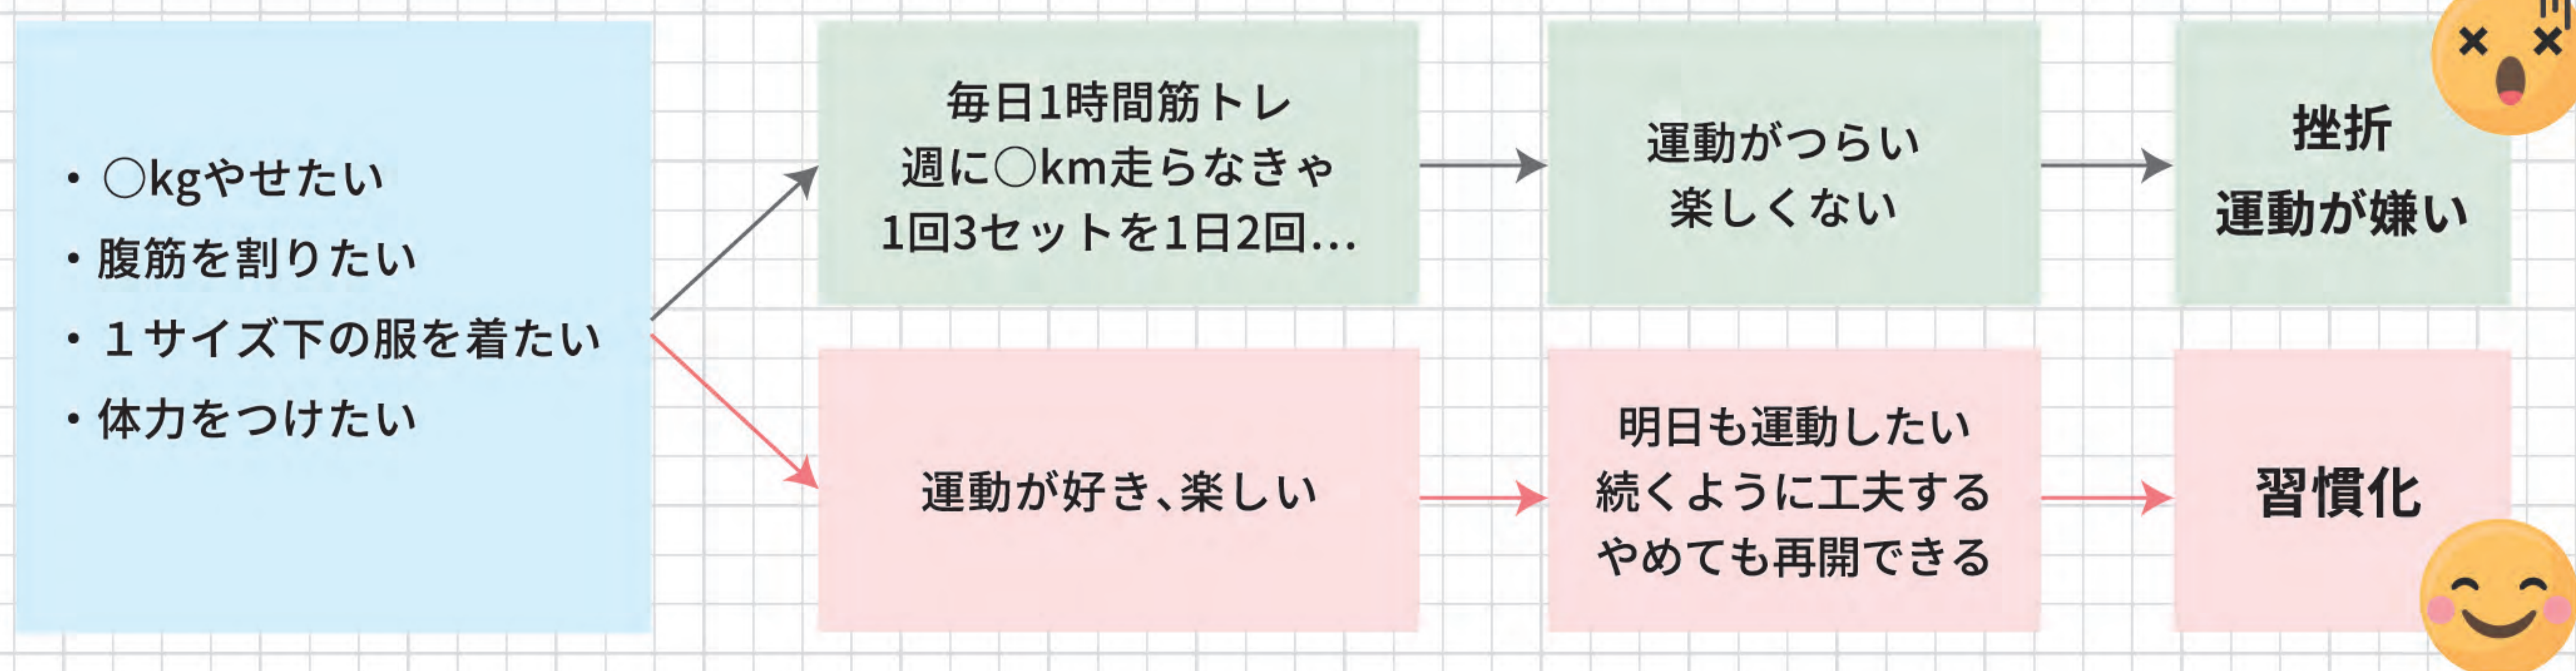 ・○kgやせたい
・腹筋を割りたい
・１サイズ下の服を着たい
・体力をつけたい
毎日1時間筋トレ
週に○km走らなきゃ
1回3セットを1日2回…
運動がつらい
楽しくない
挫折
運動が嫌い
運動が好き、楽しい
明日も運動したい
続くように工夫する
やめても再開できる
習慣化